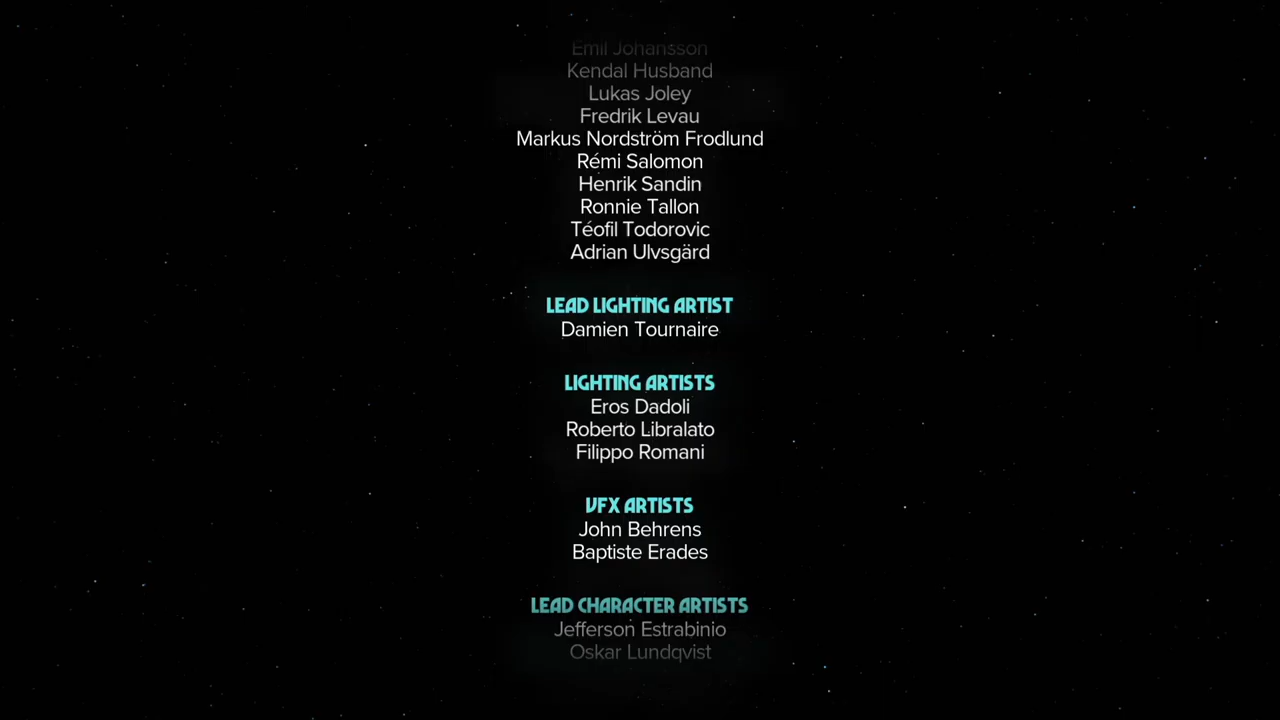 Emil Johansson
Kendal Husband
Lukas Joley
Fredrik Levau
Markus Nordström Frodlund
Rémi Salomon
Henrik Sandin
Ronnie Tallon
Téofil Todorovic
Adrian Ulvsgärd
LEAD LIGHTING ARTIST
Damien Tournaire
LIGHTING ARTISTS
Eros Dadoli
Roberto Libralato
Filippo Romani
VFX ARTISTS
John Behrens
Baptiste Erades
LEAD CHARACTER ARTISTS
Jefferson Estrabinio
Oskar Lundqvist